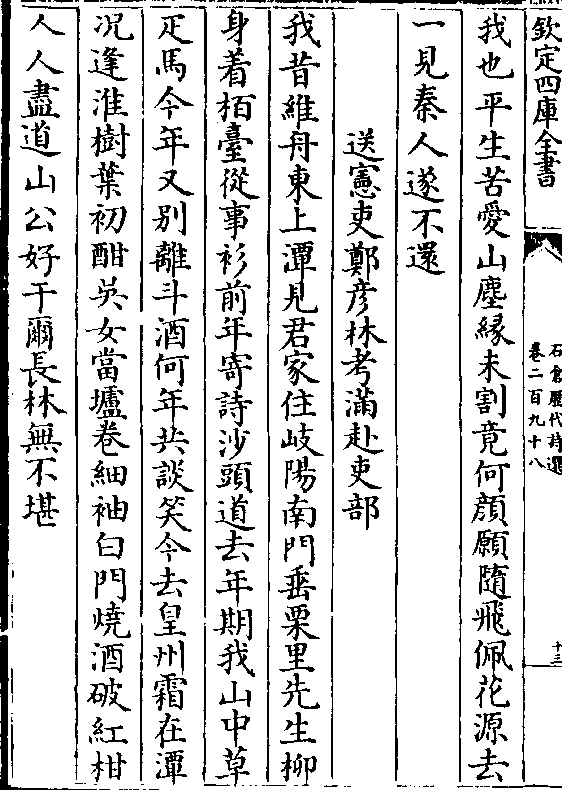 欽定四庫全書
石倉歷代詩選
卷二百九十八
十三
我也平生苦愛山塵緣未割竟何顔願隨飛佩花源去
一見秦人遂不還
送憲吏鄭彦林考滿赴吏部
我昔維舟東上潭見君家住岐陽南門垂栗里先生柳
身着栢臺從事衫前年寄詩沙頭道去年期我山中草
疋馬今年又别離斗酒何年共談笑今去皇州霜在潭
况逢淮樹葉初酣吳女當壚卷細袖白門燒酒破紅柑
人人盡道山公好干爾長林無不堪